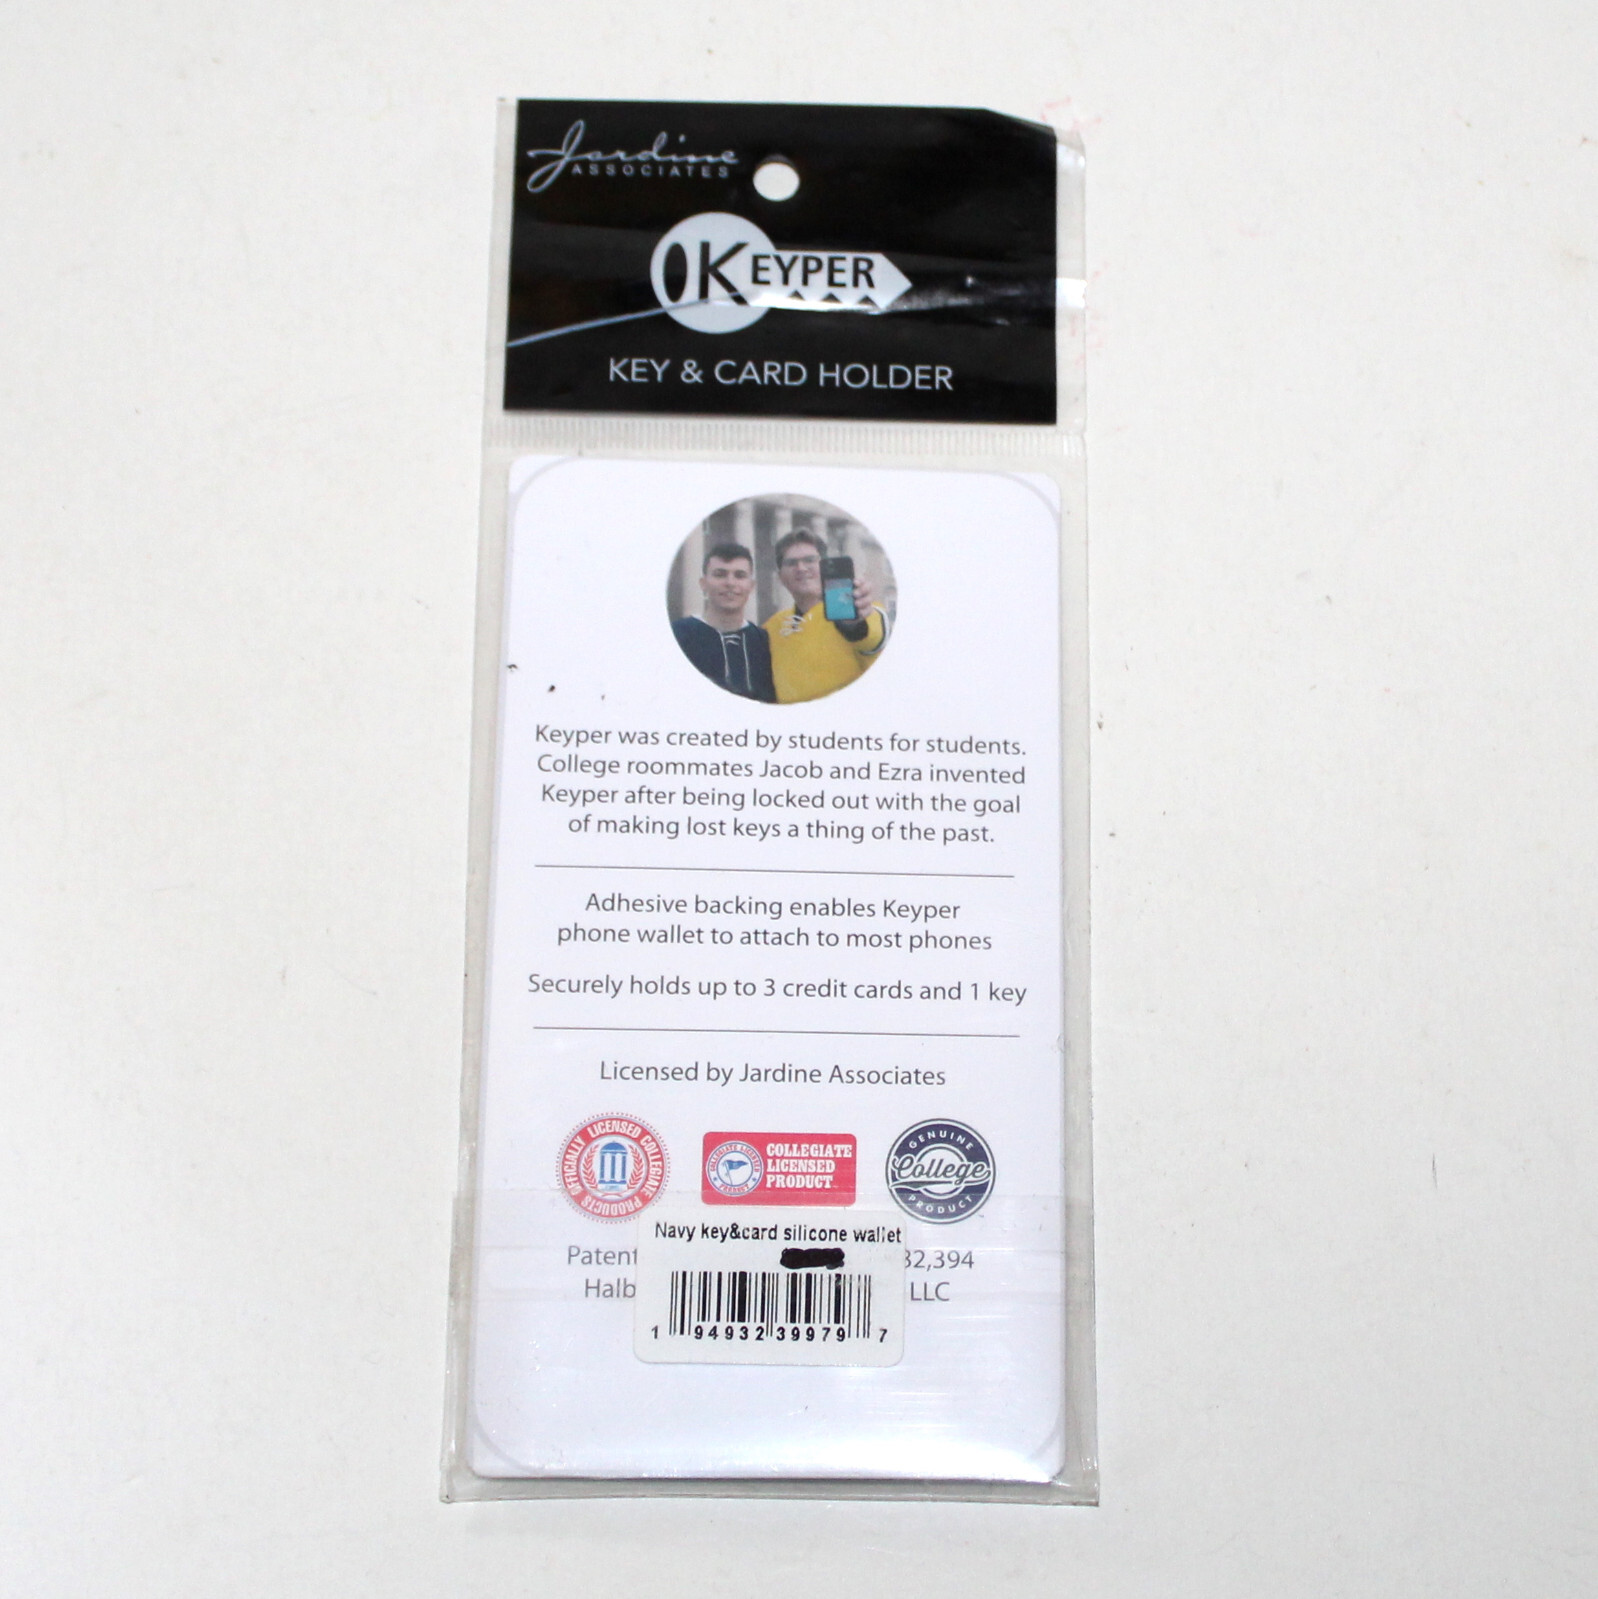 Jardine
ASSOCIATES
KEYPER
KEY & CARD HOLDER
Keyper was created by students for students.
College roommates Jacob and Ezra invented
Keyper after being locked out with the goal
of making lost keys a thing of the past.
Adhesive backing enables Keyper
phone wallet to attach to most phones
Securely holds up to 3 credit cards and 1 key
Licensed by Jardine Associates
OFFICIALLY LICENSED COLLEGIATE PRODUCTS
COLLEGIATE
LICENSED
PRODUCT
GENUINE
College
PRODUCT
Navy key&card silicone wallet
Patent 32,394
Halb LLC
1 94932 39979 7